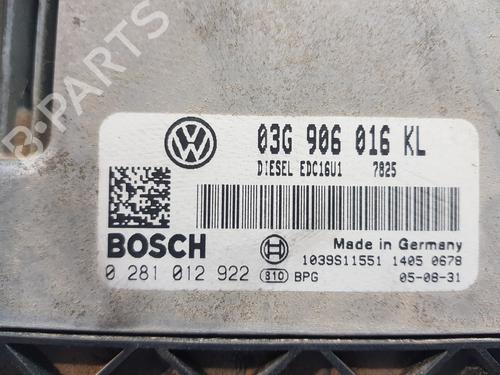 03G 906 016 KL
DIESEL EDC16U1 7825
BOSCH
Made in Germany
1039S11551 1405 0678
0 281 012 922 810 BPG 05-08-31
B-PARTS